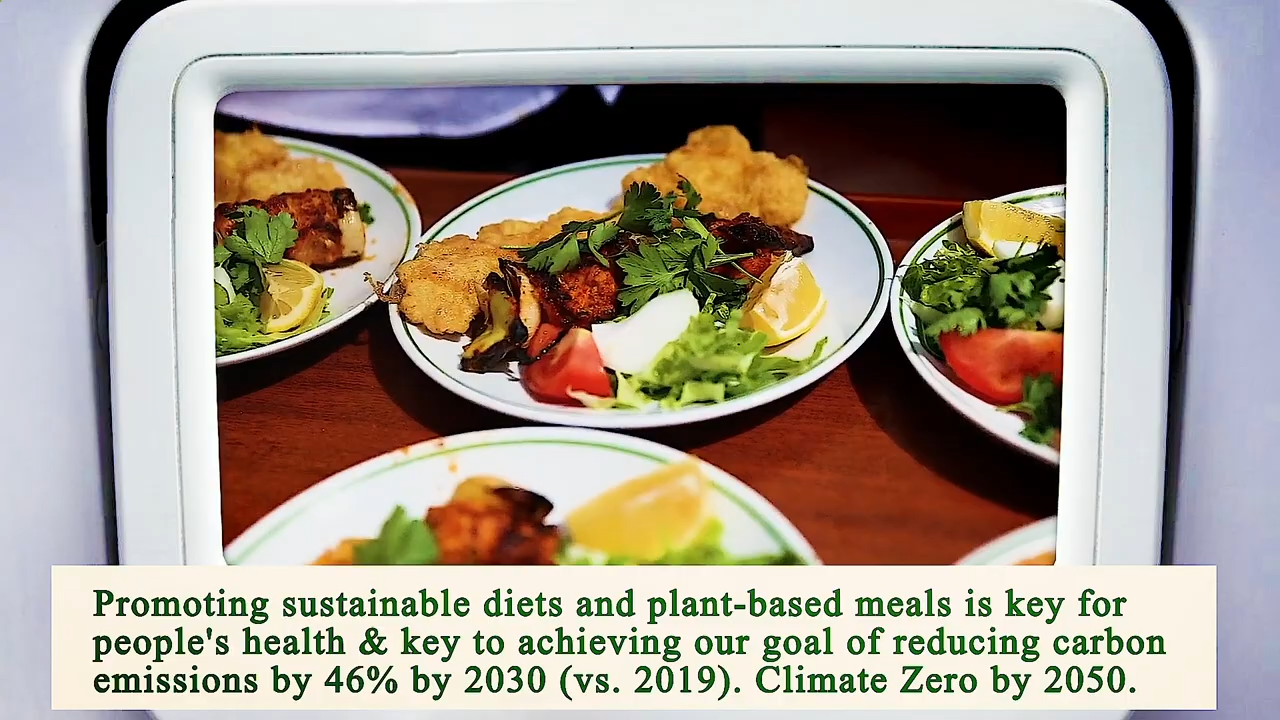 Promoting sustainable diets and plant-based meals is key for
people's health & key to achieving our goal of reducing carbon
emissions by 46% by 2030 (vs. 2019). Climate Zero by 2050.